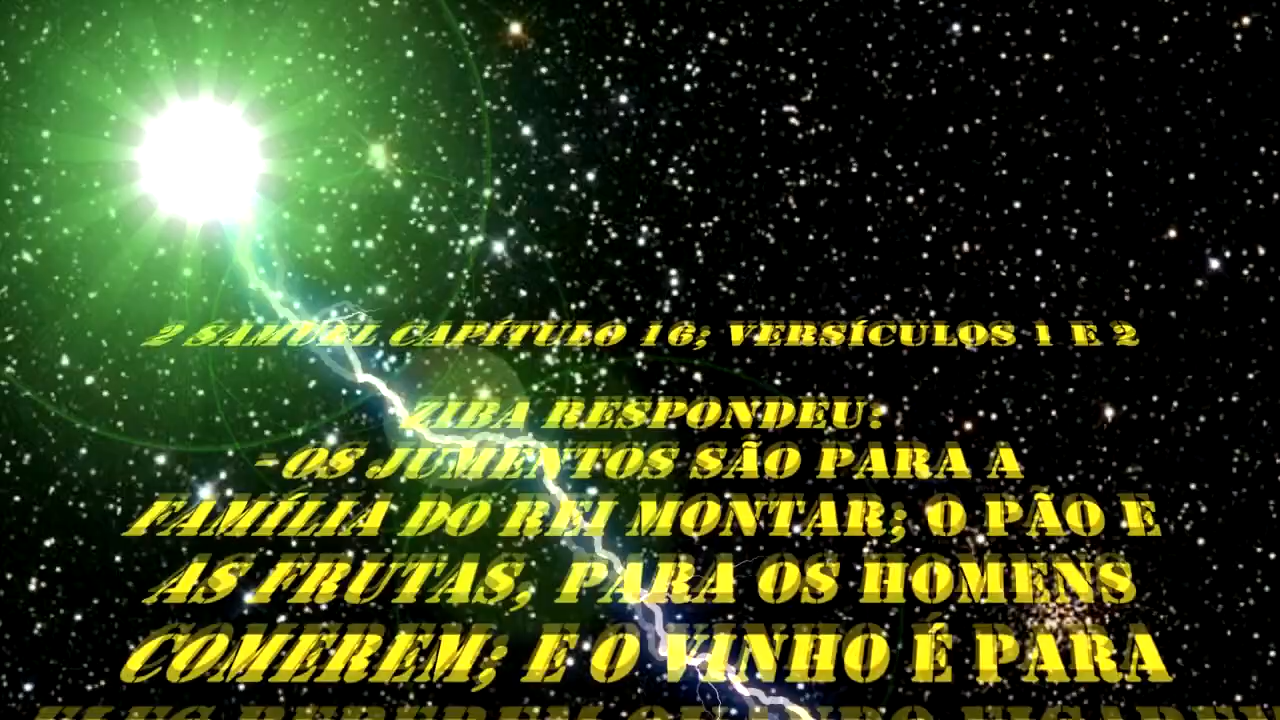 2 SAMUEL CAPÍTULO 16; VERSÍCULOS 1 E 2
ZIBA RESPONDEU:
- OS JUMENTOS SÃO PARA A
FAMÍLIA DO REI MONTAR; O PÃO E
AS FRUTAS, PARA OS HOMENS
COMEREM; E O VINHO É PARA